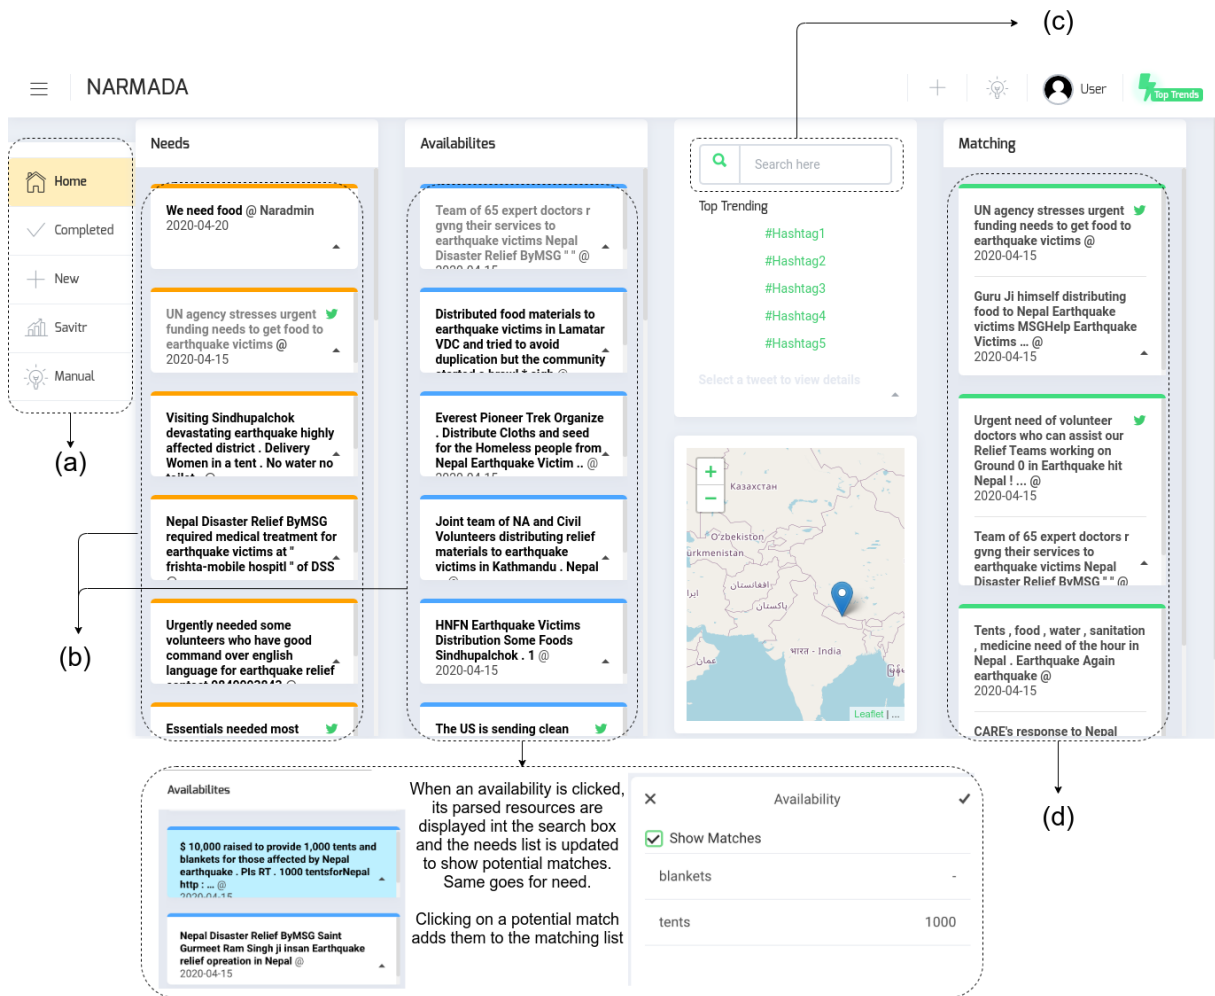 (c)
NARMADA
User
Top Trends
Home
Completed
New
Savitr
Manual
(a)
(b)
Needs
We need food @ Naradmin
2020-04-20
UN agency stresses urgent
funding needs to get food to
earthquake victims @
2020-04-15
Visiting Sindhupalchok
devastating earthquake highly
affected district . Delivery
Women in a tent . No water no
Nepal Disaster Relief ByMSG
required medical treatment for
earthquake victims at "
frishta-mobile hospitl " of DSS
Urgently needed some
volunteers who have good
command over english
language for earthquake relief
Essentials needed most
Availabilites
Team of 65 expert doctors r
gvng their services to
earthquake victims Nepal
Disaster Relief ByMSG " " @
2020-04-15
Distributed food materials to
earthquake victims in Lamatar
VDC and tried to avoid
duplication but the community
Everest Pioneer Trek Organize
. Distribute Cloths and seed
for the Homeless people from
Nepal Earthquake Victim .. @
2020-04-15
Joint team of NA and Civil
Volunteers distributing relief
materials to earthquake
victims in Kathmandu . Nepal
HNFN Earthquake Victims
Distribution Some Foods
Sindhupalchok . 1 @
2020-04-15
The US is sending clean
Search here
Top Trending
#Hashtag1
#Hashtag2
#Hashtag3
#Hashtag4
#Hashtag5
Select a tweet to view details
+
−
Казахстан
O'zbekiston
urkmenistan
افغانستان
ایرا
پاکستان
भारत - India
عمان
Leaflet | ...
Matching
UN agency stresses urgent
funding needs to get food to
earthquake victims @
2020-04-15
Guru Ji himself distributing
food to Nepal Earthquake
victims MSGHelp Earthquake
Victims ... @
2020-04-15
Urgent need of volunteer
doctors who can assist our
Relief Teams working on
Ground 0 in Earthquake hit
Nepal ! ... @
2020-04-15
Team of 65 expert doctors r
gvng their services to
earthquake victims Nepal
Disaster Relief ByMSG " " @
Tents , food , water , sanitation
, medicine need of the hour in
Nepal . Earthquake Again
earthquake @
2020-04-15
CARE's response to Nepal
(d)
Availabilites
$ 10,000 raised to provide 1,000 tents and
blankets for those affected by Nepal
earthquake . Pls RT . 1000 tentsforNepal
http : ... @
2020-04-15
Nepal Disaster Relief ByMSG Saint
Gurmeet Ram Singh ji insan Earthquake
relief opreation in Nepal @
2020-04-15
When an availability is clicked,
its parsed resources are
displayed int the search box
and the needs list is updated
to show potential matches.
Same goes for need.
Clicking on a potential match
adds them to the matching list
Availability
Show Matches
blankets -
tents 1000